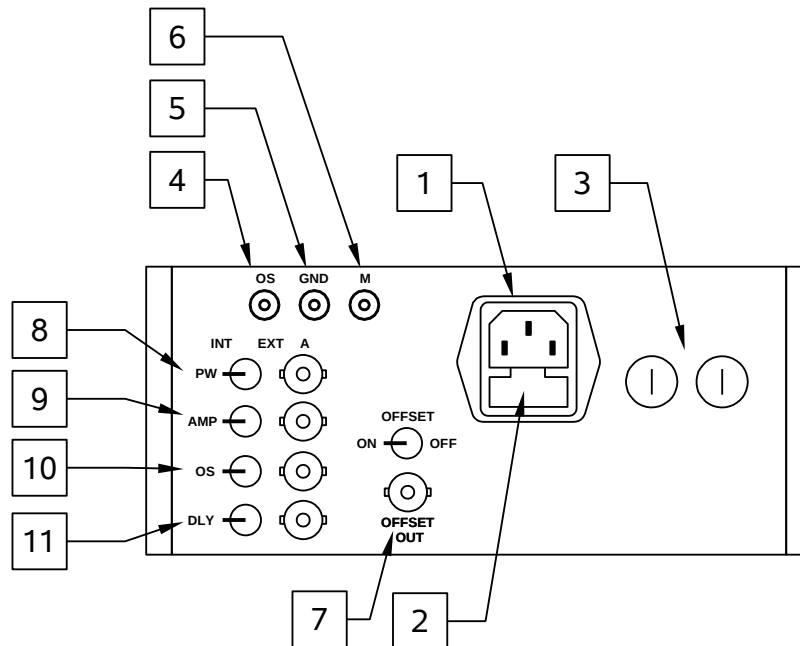 6
5
4
1
3
OS GND M
8
INT EXT A
PW
9
AMP
OFFSET
10
ON OFF
OS
11
DLY
OFFSET
OUT
7
2